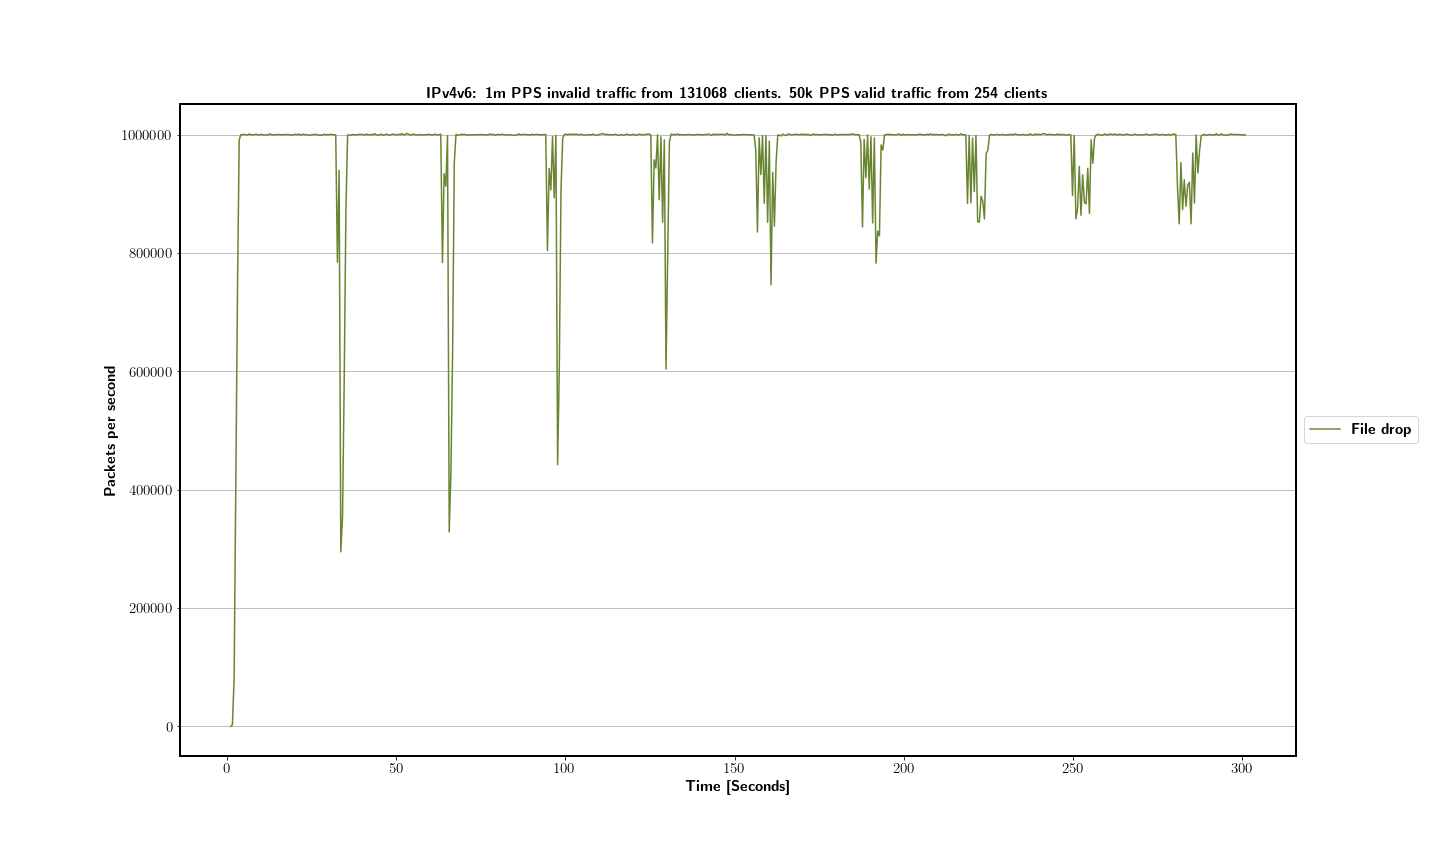 IPv4v6: 1m PPS invalid traffic from 131068 clients. 50k PPS valid traffic from 254 clients
1000000
800000
600000
400000
200000
0
Packets per second
0 50 100 150 200 250 300
Time [Seconds]
File drop